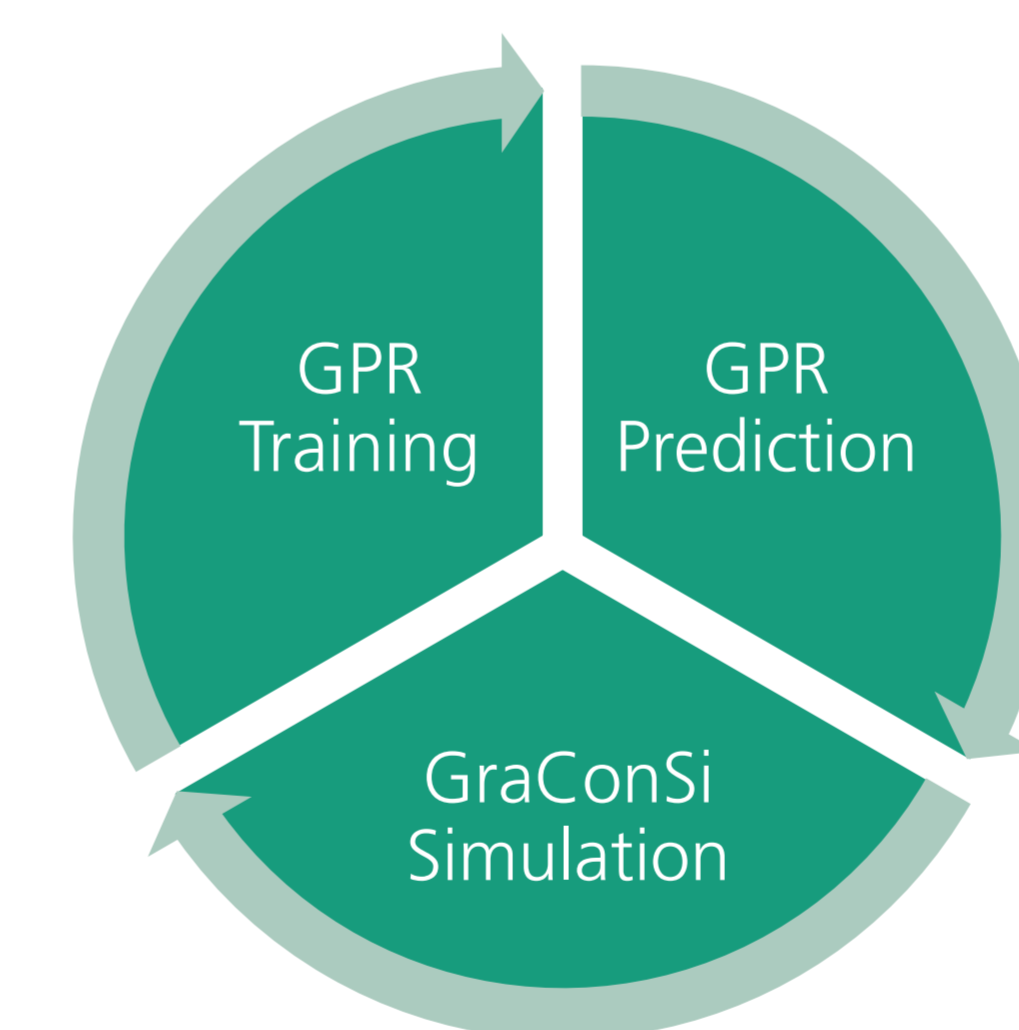 GPR
Training
GPR
Prediction
GraConSi
Simulation